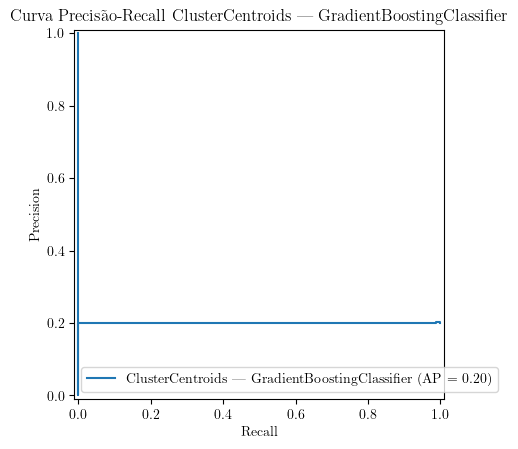 Curva Precisão-Recall ClusterCentroids — GradientBoostingClassifier
1.0
0.8
0.6
0.4
0.2
0.0
Precision
ClusterCentroids — GradientBoostingClassifier (AP = 0.20)
0.0 0.2 0.4 0.6 0.8 1.0
Recall